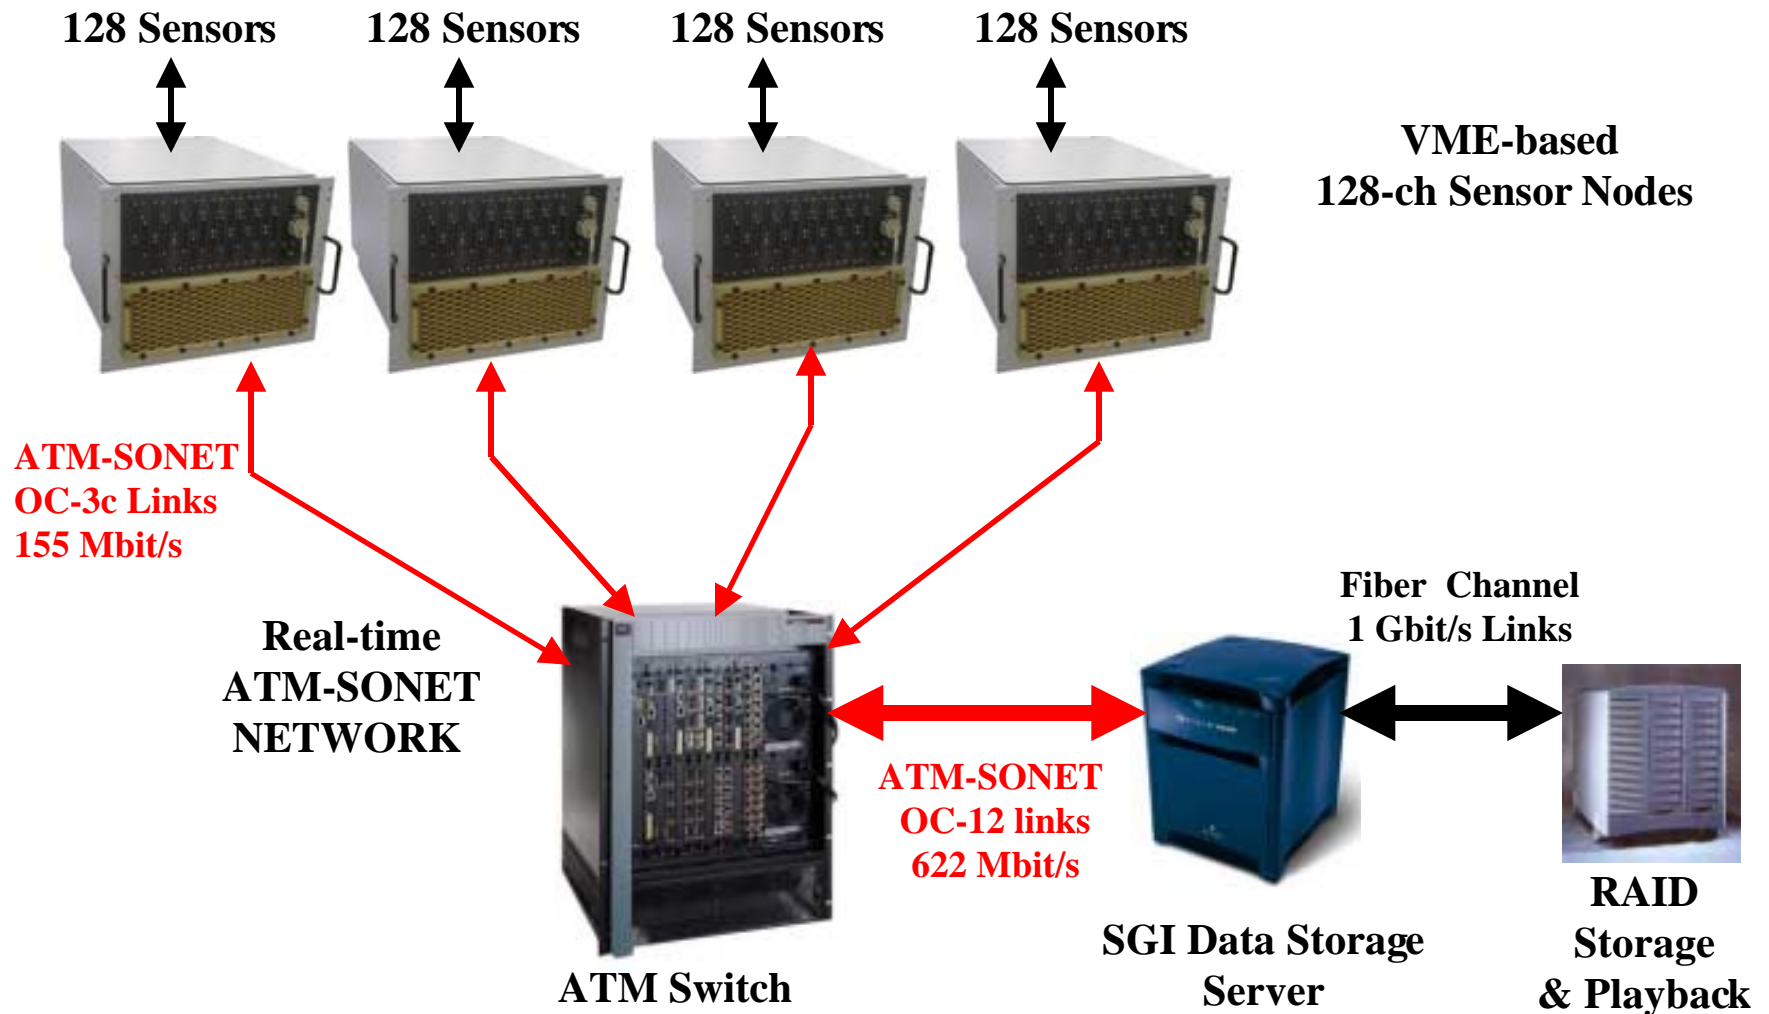 128 Sensors
128 Sensors
128 Sensors
128 Sensors
VME-based
128-ch Sensor Nodes
ATM-SONET
OC-3c Links
155 Mbit/s
Real-time
ATM-SONET
NETWORK
Fiber Channel
1 Gbit/s Links
ATM-SONET
OC-12 links
622 Mbit/s
ATM Switch
SGI Data Storage
Server
RAID
Storage
& Playback